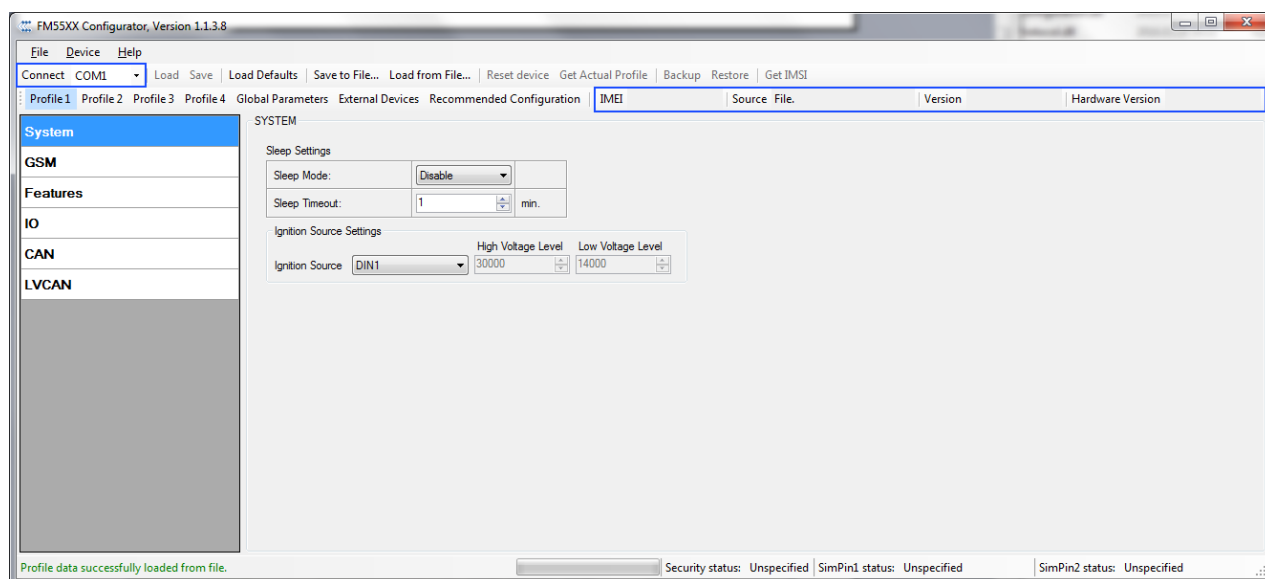 FM55XX Configurator, Version 1.1.3.8
File Device Help
Connect COM1 Load Save Load Defaults Save to File... Load from File... Reset device Get Actual Profile Backup Restore Get IMSI
Profile 1 Profile 2 Profile 3 Profile 4 Global Parameters External Devices Recommended Configuration IMEI Source File. Version Hardware Version
System
GSM
Features
IO
CAN
LVCAN
SYSTEM
Sleep Settings
Sleep Mode: Disable
Sleep Timeout: 1 min.
Ignition Source Settings
High Voltage Level Low Voltage Level
Ignition Source DIN1 30000 14000
Profile data successfully loaded from file. Security status: Unspecified SimPin1 status: Unspecified SimPin2 status: Unspecified